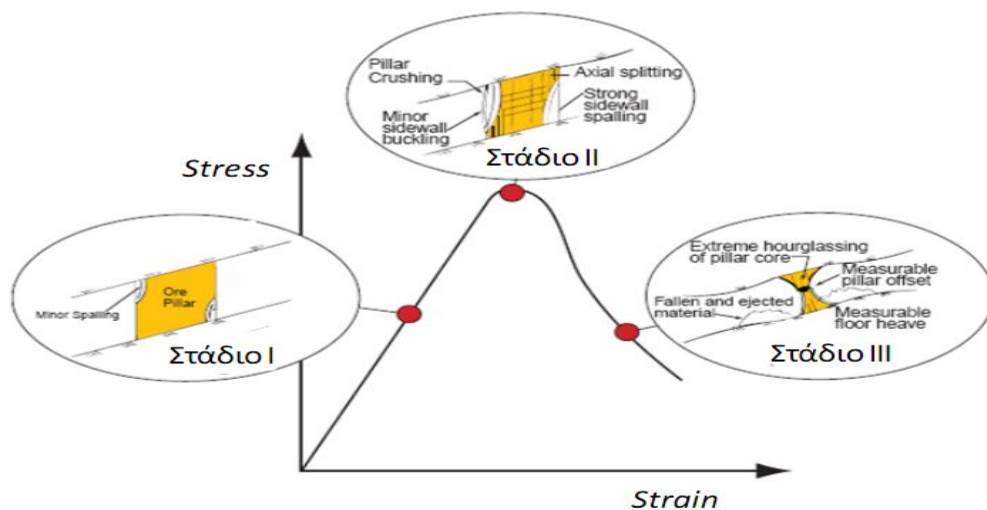 Pillar
Crushing
Axial splitting
Minor
sidewall
buckling
Strong
sidewall
spalling
Στάδιο II
Stress
Minor Spalling
Ore
Pillar
Στάδιο I
Extreme hourglassing
of pillar core
Measurable
pillar offset
Fallen and ejected
material
Measurable
floor heave
Στάδιο III
Strain